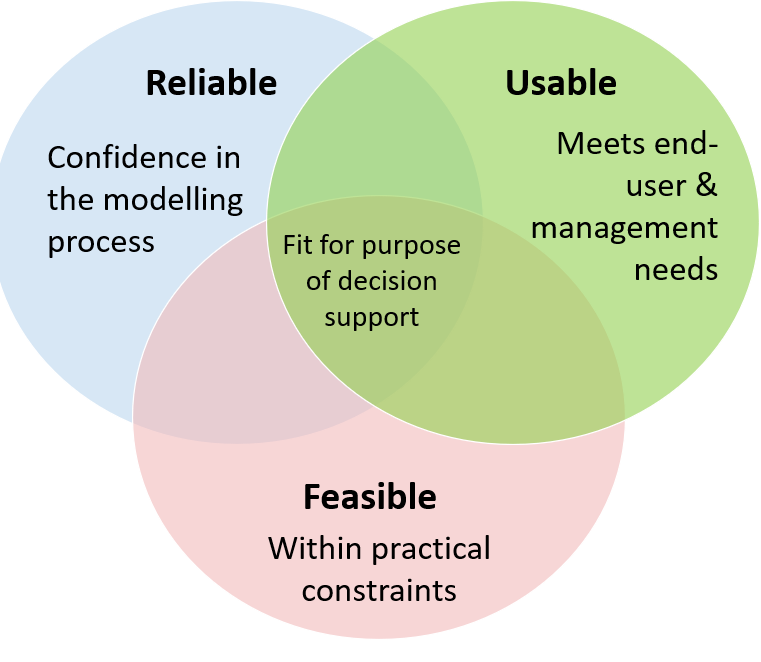 Reliable
Confidence in
the modelling
process
Usable
Meets end-
user &
management
needs
Fit for purpose
of decision
support
Feasible
Within practical
constraints